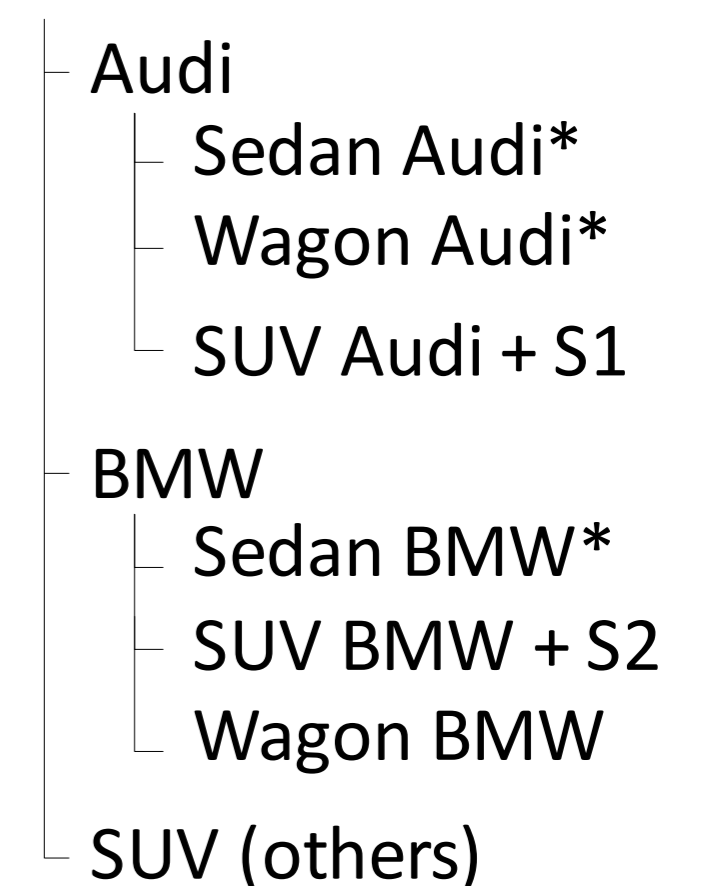 Audi
Sedan Audi*
Wagon Audi*
SUV Audi + S1
BMW
Sedan BMW*
SUV BMW + S2
Wagon BMW
SUV (others)